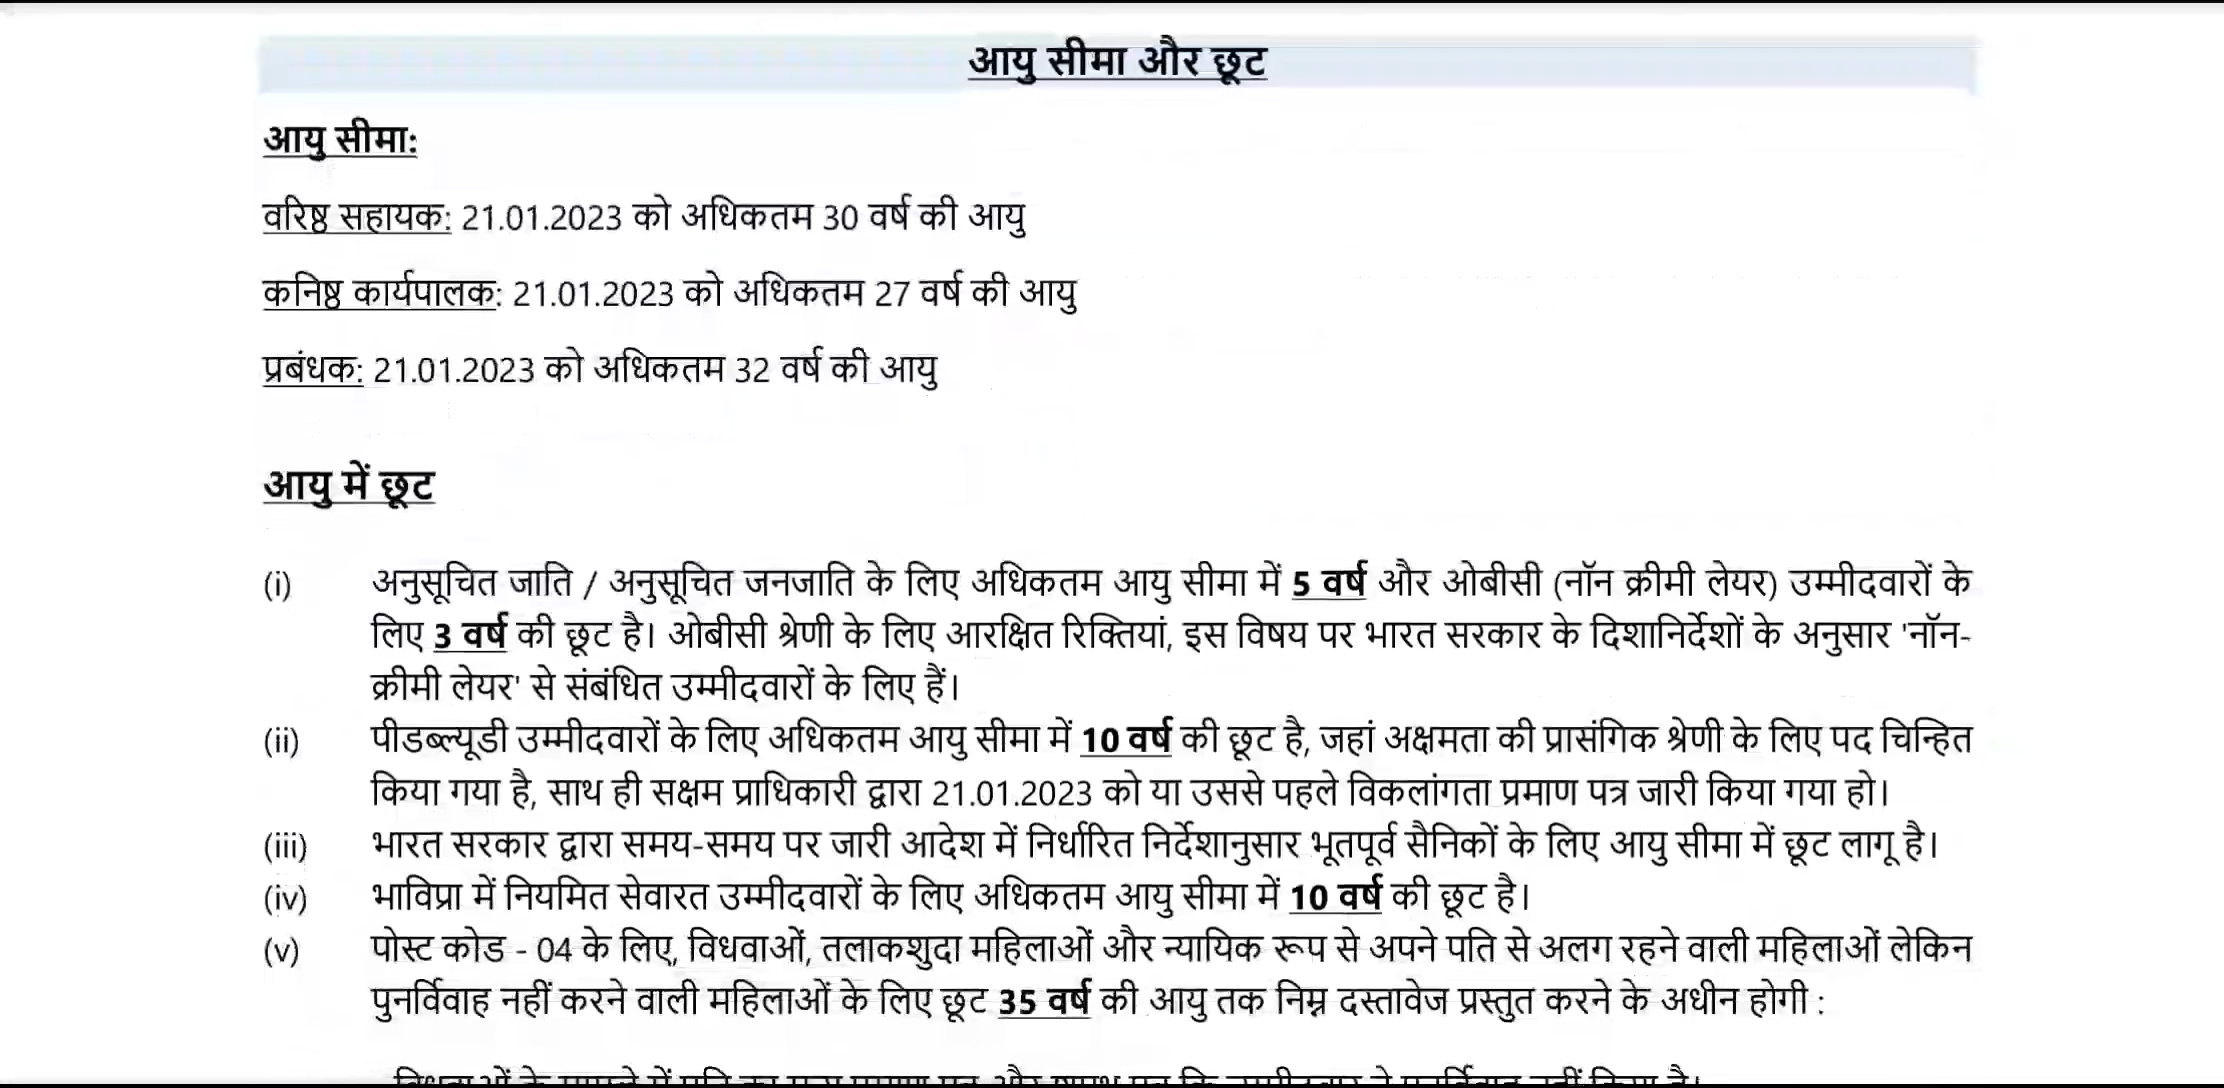 आयु सीमा और छूट
आयु सीमा:
वरिष्ठ सहायक: 21.01.2023 को अधिकतम 30 वर्ष की आयु
कनिष्ठ कार्यपालक: 21.01.2023 को अधिकतम 27 वर्ष की आयु
प्रबंधक: 21.01.2023 को अधिकतम 32 वर्ष की आयु
आयु में छूट
(i) अनुसूचित जाति / अनुसूचित जनजाति के लिए अधिकतम आयु सीमा में 5 वर्ष और ओबीसी (नॉन क्रीमी लेयर) उम्मीदवारों के
लिए 3 वर्ष की छूट है। ओबीसी श्रेणी के लिए आरक्षित रिक्तियां, इस विषय पर भारत सरकार के दिशानिर्देशों के अनुसार 'नॉन-
क्रीमी लेयर' से संबंधित उम्मीदवारों के लिए हैं।
(ii) पीडब्ल्यूडी उम्मीदवारों के लिए अधिकतम आयु सीमा में 10 वर्ष की छूट है, जहां अक्षमता की प्रासंगिक श्रेणी के लिए पद चिन्हित
किया गया है, साथ ही सक्षम प्राधिकारी द्वारा 21.01.2023 को या उससे पहले विकलांगता प्रमाण पत्र जारी किया गया हो।
(iii) भारत सरकार द्वारा समय-समय पर जारी आदेश में निर्धारित निर्देशानुसार भूतपूर्व सैनिकों के लिए आयु सीमा में छूट लागू है।
(iv) भाविप्रा में नियमित सेवारत उम्मीदवारों के लिए अधिकतम आयु सीमा में 10 वर्ष की छूट है।
(v) पोस्ट कोड - 04 के लिए, विधवाओं, तलाकशुदा महिलाओं और न्यायिक रूप से अपने पति से अलग रहने वाली महिलाओं लेकिन
पुनर्विवाह नहीं करने वाली महिलाओं के लिए छूट 35 वर्ष की आयु तक निम्न दस्तावेज प्रस्तुत करने के अधीन होगी :